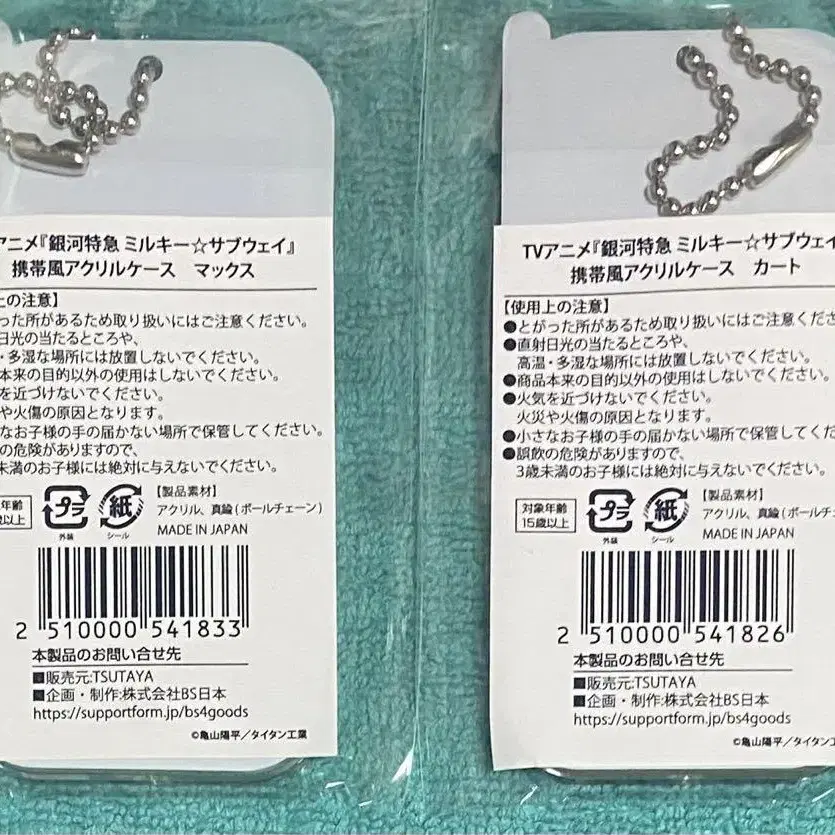 アニメ『銀河特急 ミルキー☆サブウェイ』
携帯風アクリルケース　マックス
上の注意】
った所があるため取り扱いにはご注意ください。
日光の当たるところや、
・多湿な場所には放置しないでください。
本来の目的以外の使用はしないでください。
を近づけないでください。
や火傷の原因となります。
なお子様の手の届かない場所で保管してください。
の危険がありますので、
未満のお子様には絶対に与えないでください。
年齢
歳以上
プラ
外装
紙
シール
【製品素材】
アクリル、真鍮(ボールチェーン)
MADE IN JAPAN
2 510000 541833
本製品のお問い合せ先
■販売元:TSUTAYA
■企画・制作:株式会社BS日本
https://supportform.jp/bs4goods
©亀山陽平／タイタン工業
TVアニメ『銀河特急 ミルキー☆サブウェイ
携帯風アクリルケース　カート
【使用上の注意】
●とがった所があるため取り扱いにはご注意くださ
●直射日光の当たるところや、
高温・多湿な場所には放置しないでください。
●商品本来の目的以外の使用はしないでください。
●火気を近づけないでください。
火災や火傷の原因となります。
●小さなお子様の手の届かない場所で保管してくだ
●誤飲の危険がありますので、
3歳未満のお子様には絶対に与えないでください。
対象年齢
15歳以上
プラ
外装
紙
シール
【製品素材】
アクリル、真鍮(ボールチェ
MADE IN JAPAN
2 510000 541826
本製品のお問い合せ先
■販売元:TSUTAYA
■企画・制作:株式会社BS日本
https://supportform.jp/bs4goods
©亀山陽平／タイタン